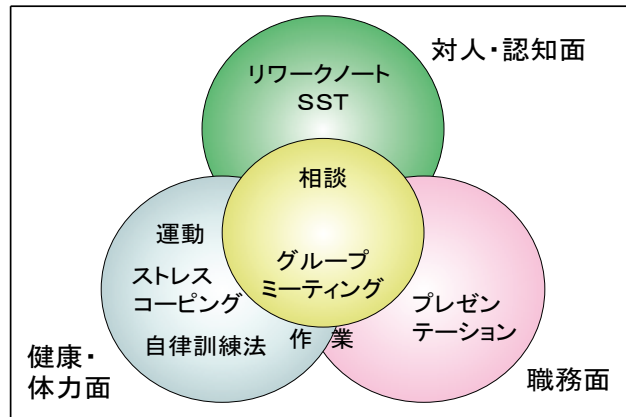 対人・認知面
リワークノート
ＳＳＴ
相談
運動
グループ
ミーティング
ストレス
コーピング
プレゼン
テーション
自律訓練法
作業
健康・
体力面
職務面